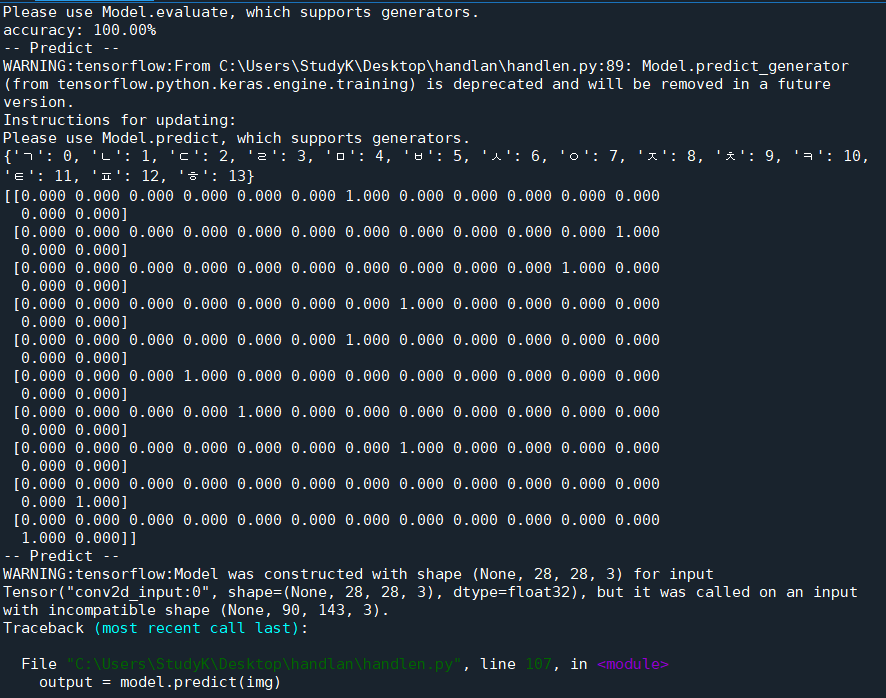 Please use Model.evaluate, which supports generators.
accuracy: 100.00%
-- Predict --
WARNING:tensorflow:From C:\Users\StudyK\Desktop\handlan\handlen.py:89: Model.predict_generator
(from tensorflow.python.keras.engine.training) is deprecated and will be removed in a future
version.
Instructions for updating:
Please use Model.predict, which supports generators.
{'ㄱ': 0, 'ㄴ': 1, 'ㄷ': 2, 'ㄹ': 3, 'ㅁ': 4, 'ㅂ': 5, 'ㅅ': 6, 'ㅇ': 7, 'ㅈ': 8, 'ㅊ': 9, 'ㅋ': 10,
'ㅌ': 11, 'ㅍ': 12, 'ㅎ': 13}
[[0.000 0.000 0.000 0.000 0.000 0.000 1.000 0.000 0.000 0.000 0.000 0.000
  0.000 0.000]
 [0.000 0.000 0.000 0.000 0.000 0.000 0.000 0.000 0.000 0.000 0.000 1.000
  0.000 0.000]
 [0.000 0.000 0.000 0.000 0.000 0.000 0.000 0.000 0.000 0.000 1.000 0.000
  0.000 0.000]
 [0.000 0.000 0.000 0.000 0.000 0.000 0.000 1.000 0.000 0.000 0.000 0.000
  0.000 0.000]
 [0.000 0.000 0.000 0.000 0.000 0.000 1.000 0.000 0.000 0.000 0.000 0.000
  0.000 0.000]
 [0.000 0.000 0.000 1.000 0.000 0.000 0.000 0.000 0.000 0.000 0.000 0.000
  0.000 0.000]
 [0.000 0.000 0.000 0.000 1.000 0.000 0.000 0.000 0.000 0.000 0.000 0.000
  0.000 0.000]
 [0.000 0.000 0.000 0.000 0.000 0.000 0.000 1.000 0.000 0.000 0.000 0.000
  0.000 0.000]
 [0.000 0.000 0.000 0.000 0.000 0.000 0.000 0.000 0.000 0.000 0.000 0.000
  0.000 1.000]
 [0.000 0.000 0.000 0.000 0.000 0.000 0.000 0.000 0.000 0.000 0.000 0.000
  1.000 0.000]]
-- Predict --
WARNING:tensorflow:Model was constructed with shape (None, 28, 28, 3) for input
Tensor("conv2d_input:0", shape=(None, 28, 28, 3), dtype=float32), but it was called on an input
with incompatible shape (None, 90, 143, 3).
Traceback (most recent call last):
  File "C:\Users\StudyK\Desktop\handlan\handlen.py", line 107, in <module>
    output = model.predict(img)